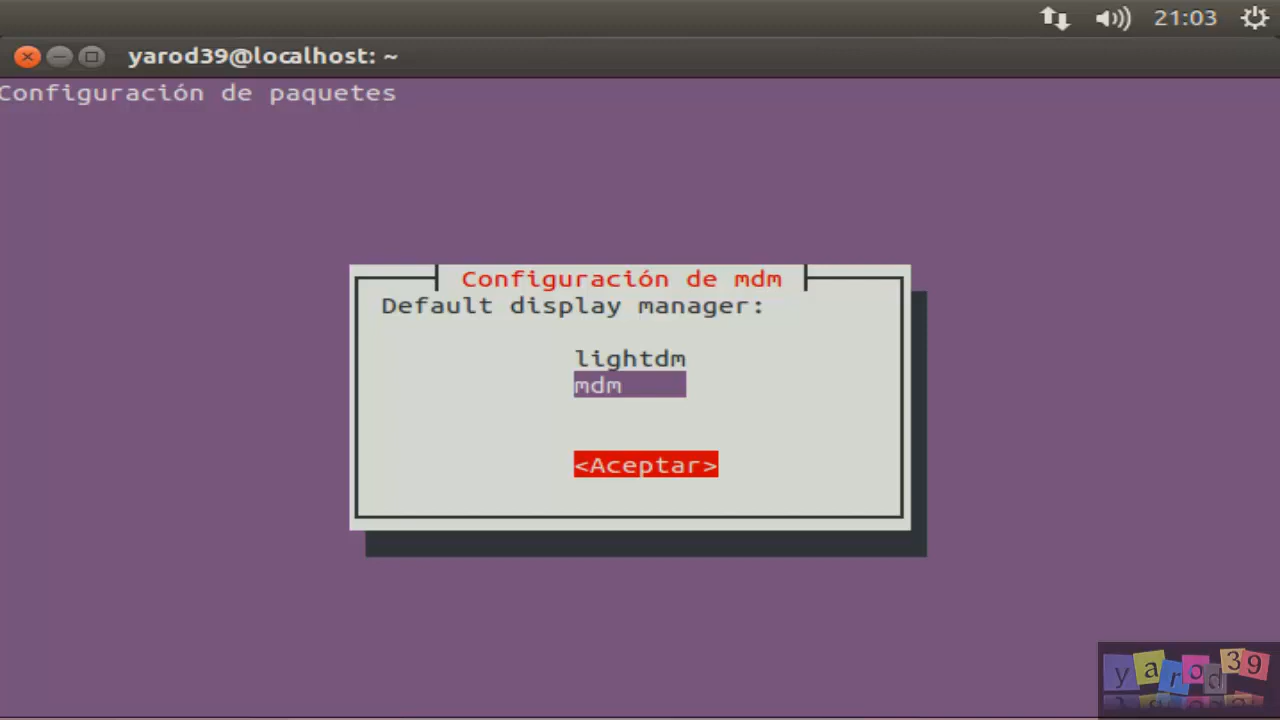 21:03
yarod39@localhost: ~
Configuración de paquetes
Configuración de mdm
Default display manager:
lightdm
mdm
<Aceptar>
yarod39